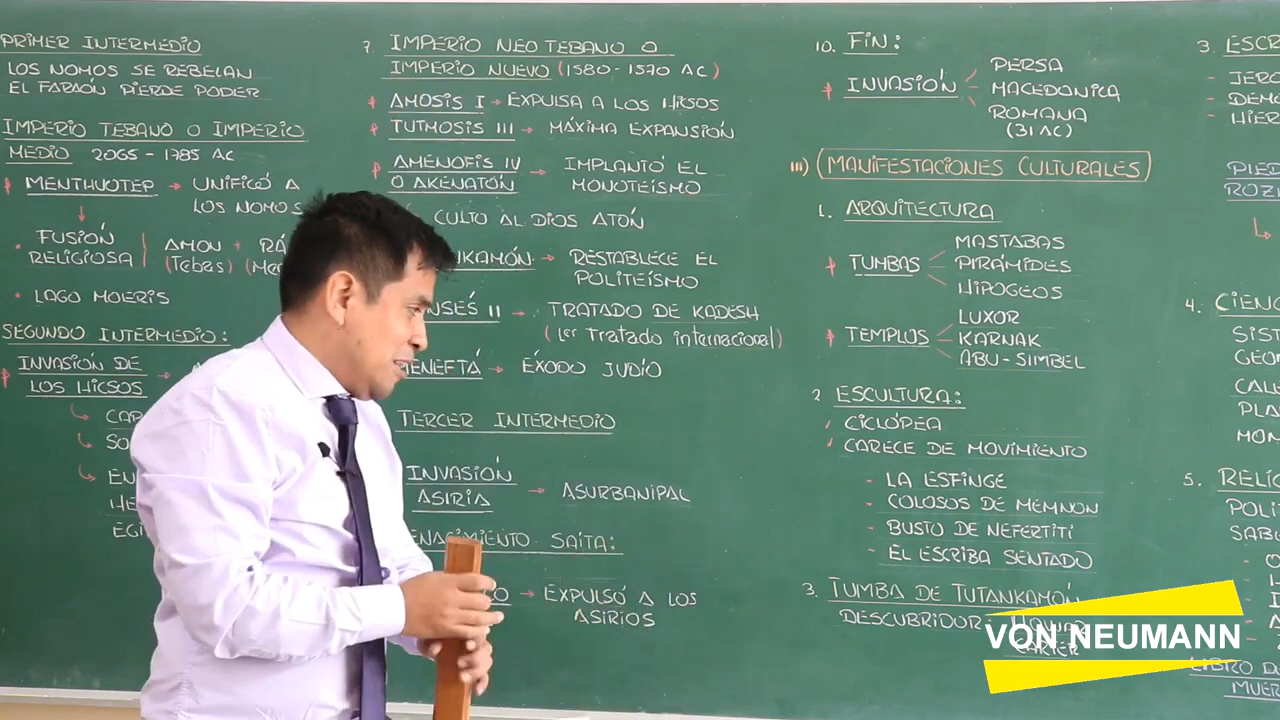 PRIMER INTERMEDIO
LOS NOMOS SE REBELAN
EL FARAÓN PIERDE PODER
IMPERIO TEBANO O IMPERIO
MEDIO 2065 - 1785 AC
MENTHUOTEP → UNIFICÓ A
LOS NOMOS
FUSIÓN
RELIGIOSA
AMON + RÁ
(Tebas)
• LAGO MOERIS
SEGUNDO INTERMEDIO:
INVASIÓN DE
LOS HICSOS →
7. IMPERIO NEOTEBANO O
IMPERIO NUEVO (1580 - 1570 AC)
AMOSIS I → EXPULSA A LOS HICSOS
TUTMOSIS III → MÁXIMA EXPANSIÓN
AMENOFIS IV → IMPLANTÓ EL
O AKENATÓN MONOTEÍSMO
CULTO AL DIOS ATÓN
→ RESTABLECE EL
POLITEÍSMO
→ TRATADO DE KADESH
(1er Tratado internacional)
→ ÉXODO JUDÍO
TERCER INTERMEDIO
INVASIÓN
ASIRIA → ASURBANIPAL
SAITA:
→ EXPULSÓ A LOS
ASIRIOS
10. FIN:
INVASIÓN
PERSA
MACEDONICA
ROMANA
(31 AC)
III) MANIFESTACIONES CULTURALES
1. ARQUITECTURA
TUMBAS
MASTABAS
PIRÁMIDES
HIPOGEOS
TEMPLOS
LUXOR
KARNAK
ABU-SIMBEL
2 ESCULTURA:
CICLÓPEA
CARECE DE MOVIMIENTO
- LA ESFINGE
- COLOSOS DE MEMNON
- BUSTO DE NEFERTITI
- EL ESCRIBA SENTADO
3. TUMBA DE TUTANKAMÓN
DESCUBRIDOR:
CARTER
3.
4.
5.
LIBRO D
VON NEUMANN